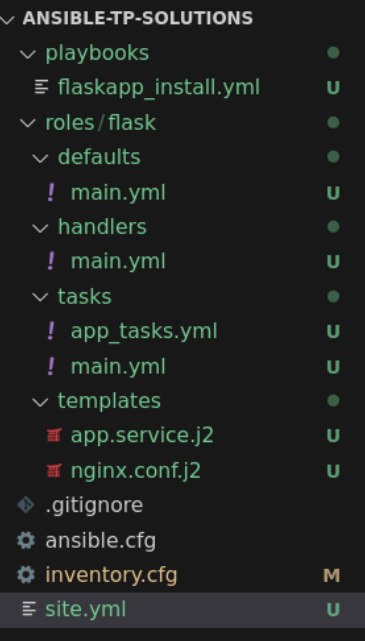 ANSIBLE-TP-SOLUTIONS
playbooks
flaskapp_install.yml U
roles/flask
defaults
main.yml U
handlers
main.yml U
tasks
app_tasks.yml U
main.yml U
templates
app.service.j2 U
nginx.conf.j2 U
.gitignore
ansible.cfg
inventory.cfg M
site.yml U